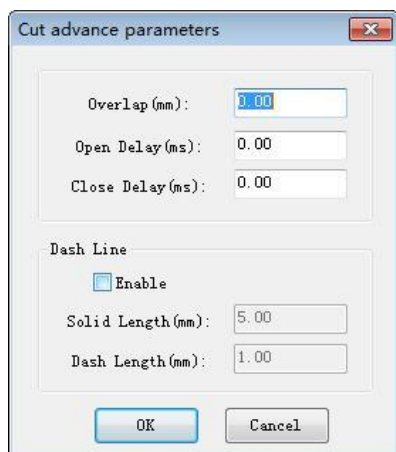 Cut advance parameters
Overlap(mm): 0.00
Open Delay(ms): 0.00
Close Delay(ms): 0.00
Dash Line
Enable
Solid Length(mm): 5.00
Dash Length(mm): 1.00
OK Cancel